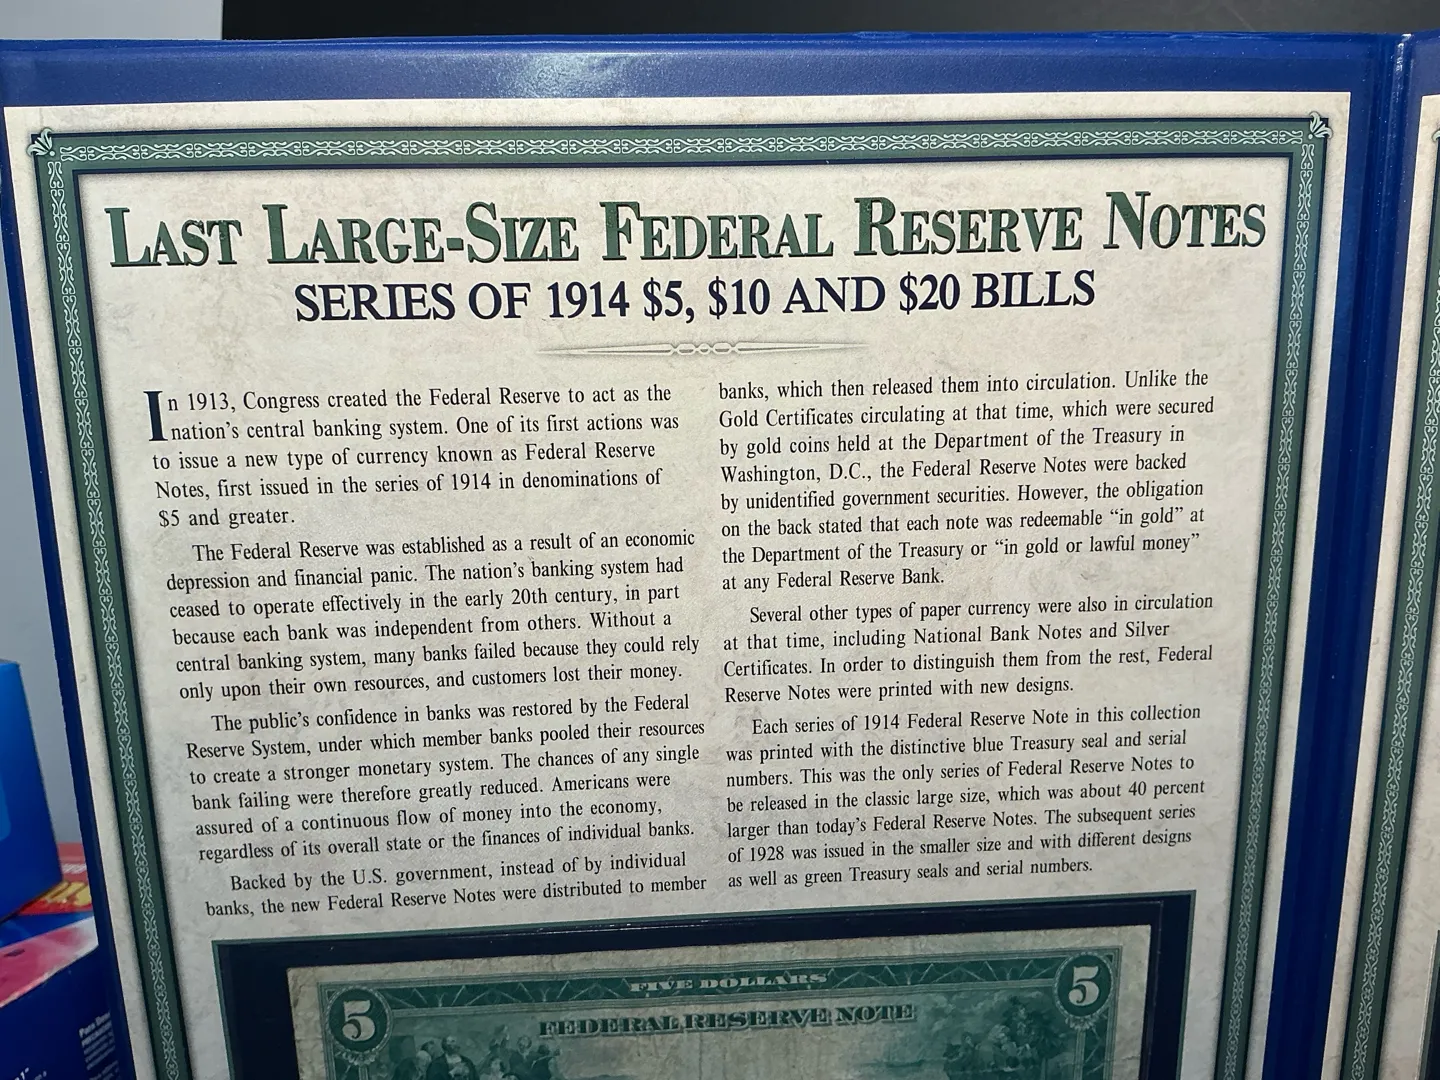 LAST LARGE-SIZE FEDERAL RESERVE NOTES
SERIES OF 1914 $5, $10 AND $20 BILLS
In 1913, Congress created the Federal Reserve to act as the
nation's central banking system. One of its first actions was
to issue a new type of currency known as Federal Reserve
Notes, first issued in the series of 1914 in denominations of
$5 and greater.
The Federal Reserve was established as a result of an economic
depression and financial panic. The nation's banking system had
ceased to operate effectively in the early 20th century, in part
because each bank was independent from others. Without a
central banking system, many banks failed because they could rely
only upon their own resources, and customers lost their money.
The public's confidence in banks was restored by the Federal
Reserve System, under which member banks pooled their resources
to create a stronger monetary system. The chances of any single
bank failing were therefore greatly reduced. Americans were
assured of a continuous flow of money into the economy,
regardless of its overall state or the finances of individual banks.
Backed by the U.S. government, instead of by individual
banks, the new Federal Reserve Notes were distributed to member
banks, which then released them into circulation. Unlike the
Gold Certificates circulating at that time, which were secured
by gold coins held at the Department of the Treasury in
Washington, D.C., the Federal Reserve Notes were backed
by unidentified government securities. However, the obligation
on the back stated that each note was redeemable "in gold" at
the Department of the Treasury or "in gold or lawful money"
at any Federal Reserve Bank.
Several other types of paper currency were also in circulation
at that time, including National Bank Notes and Silver
Certificates. In order to distinguish them from the rest, Federal
Reserve Notes were printed with new designs.
Each series of 1914 Federal Reserve Note in this collection
was printed with the distinctive blue Treasury seal and serial
numbers. This was the only series of Federal Reserve Notes to
be released in the classic large size, which was about 40 percent
larger than today's Federal Reserve Notes. The subsequent series
of 1928 was issued in the smaller size and with different designs
as well as green Treasury seals and serial numbers.
5 FIVE DOLLARS 5
FEDERAL RESERVE NOTE